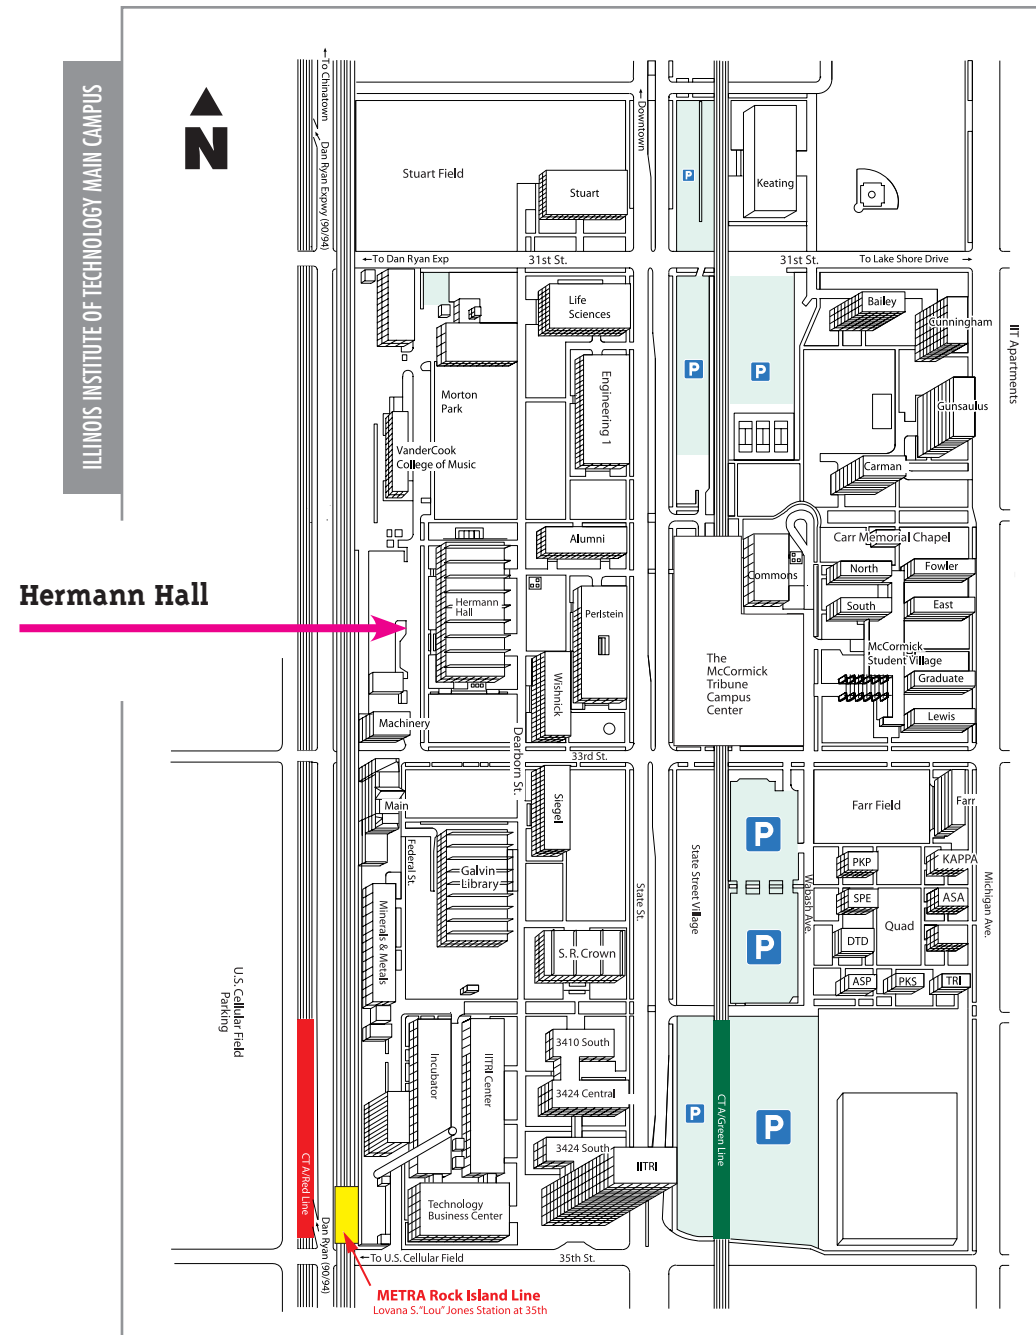 ILLINOIS INSTITUTE OF TECHNOLOGY MAIN CAMPUS
N
To Chinatown
Dan Ryan Expwy (90/94)
Downtown
Stuart Field
Stuart
P
Keating
To Dan Ryan Exp
31st St.
31st St.
To Lake Shore Drive
Life
Sciences
Bailey
Cunningham
IIT Apartments
Engineering 1
P
P
Morton
Park
Gunsaulus
VanderCook
College of Music
Carman
Alumni
Carr Memorial Chapel
Commons
North
Fowler
Hermann Hall
Hermann
Hall
Perlstein
South
East
The
McCormick
Tribune
Campus
Center
McCormick
Student Village
Wishnick
Graduate
Machinery
Lewis
Dearborn St.
33rd St.
Main
Siegel
P
Farr Field
Farr
Federal St.
Galvin
Library
State St.
State Street Village
Wabash Ave.
PKP
KAPPA
Michigan Ave.
Minerals & Metals
SPE
ASA
Quad
S. R. Crown
P
DTD
U.S. Cellular Field
Parking
ASP
PKS
TRI
Incubator
IITRI Center
3410 South
3424 Central
CTA/Green Line
P
P
CTA/Red Line
3424 South
IITRI
Technology
Business Center
Dan Ryan (90/94)
To U.S. Cellular Field
35th St.
METRA Rock Island Line
Lovana S. "Lou" Jones Station at 35th